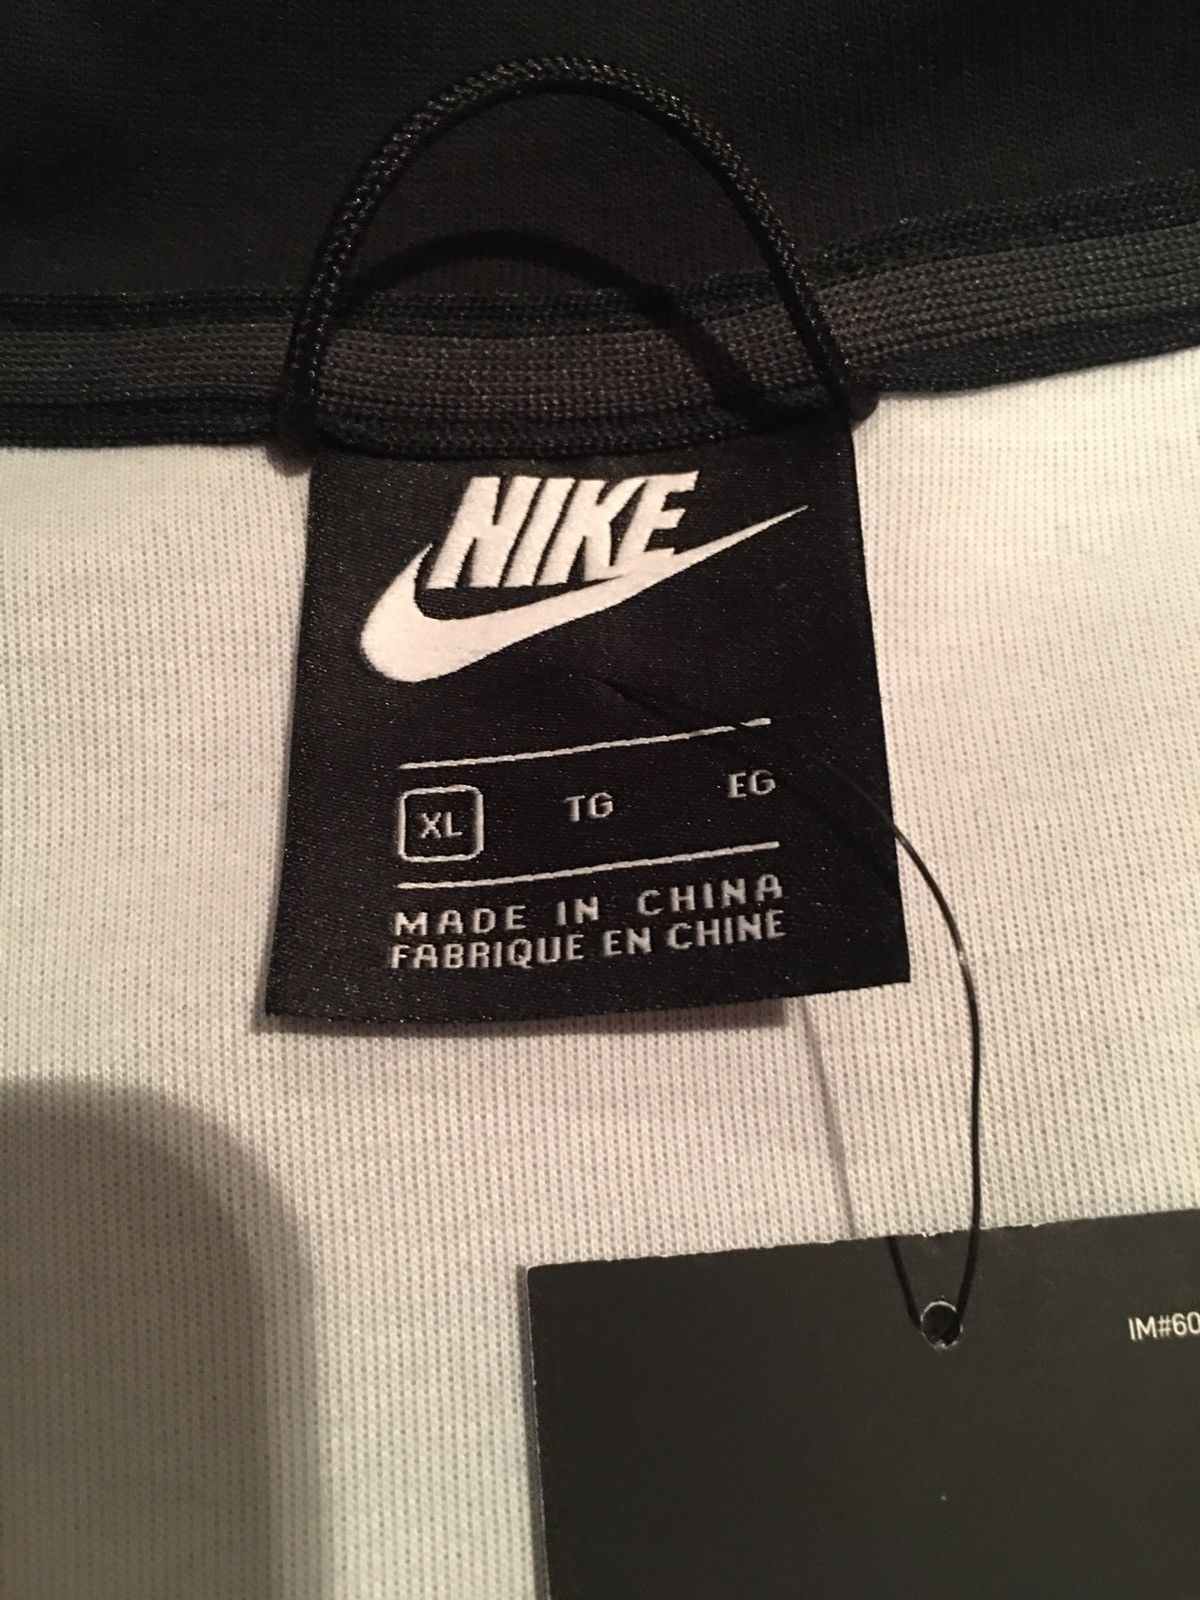 NIKE
XL TG EG
MADE IN CHINA
FABRIQUE EN CHINE
IM#60